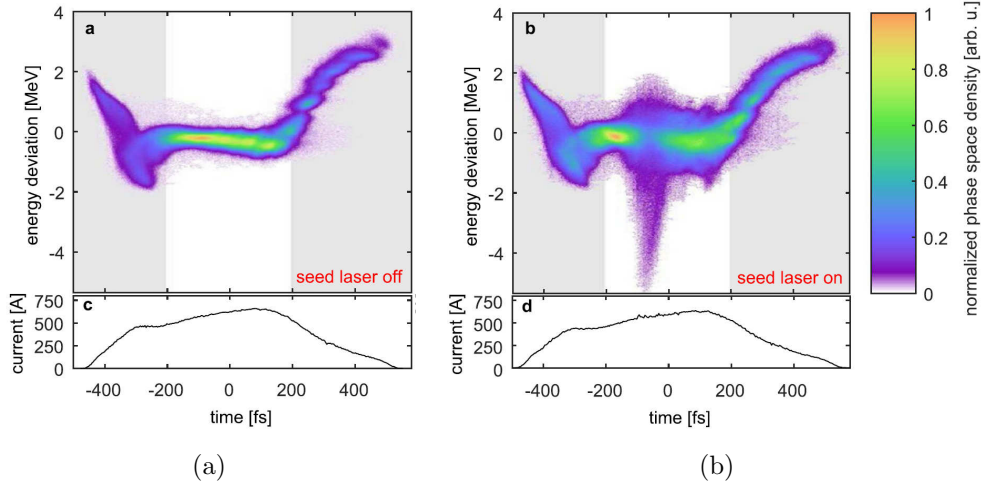 a
4
2
0
-2
-4
energy deviation [MeV]
seed laser off
c
750
500
250
0
current [A]
-400 -200 0 200 400
time [fs]
(a)
b
4
2
0
-2
-4
energy deviation [MeV]
seed laser on
d
750
500
250
0
current [A]
-400 -200 0 200 400
time [fs]
(b)
1
0.8
0.6
0.4
0.2
0
normalized phase space density [arb. u.]